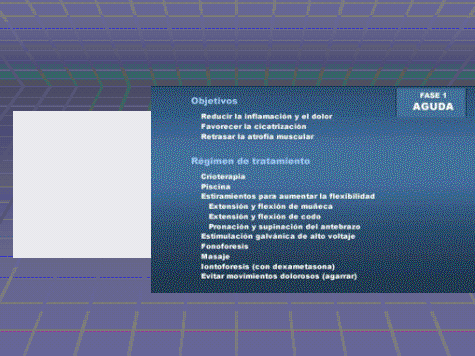 FASE 1
AGUDA
Objetivos
Reducir la inflamación y el dolor
Favorecer la cicatrización
Retrasar la atrofia muscular
Régimen de tratamiento
Crioterapia
Piscina
Estiramientos para aumentar la flexibilidad
Extensión y flexión de muñeca
Extensión y flexión de codo
Pronación y supinación del antebrazo
Estimulación galvánica de alto voltaje
Fonoforesis
Masaje
Iontoforesis (con dexametasona)
Evitar movimientos dolorosos (agarrar)